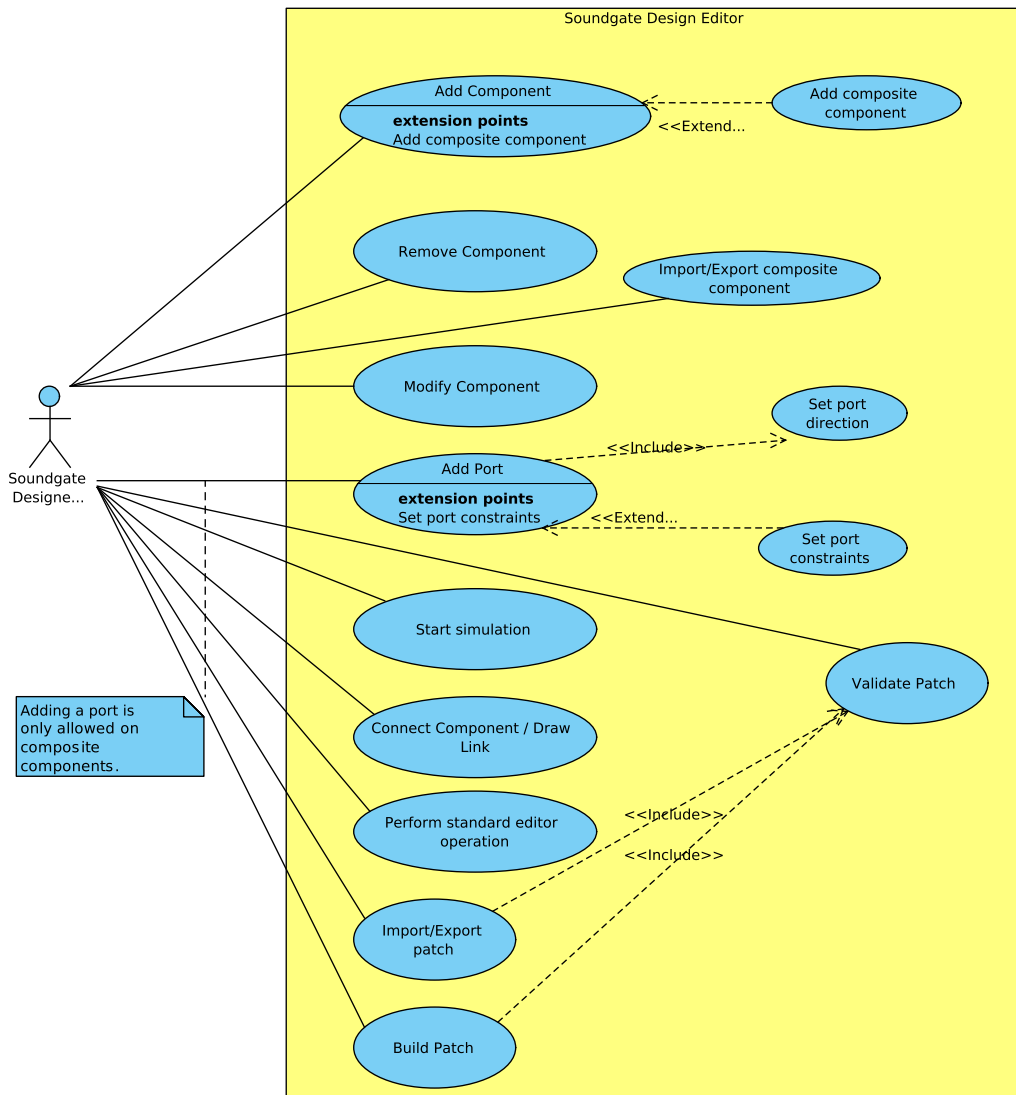 Soundgate Design Editor
Add Component
extension points
Add composite component
<<Extend...
Add composite
component
Remove Component
Import/Export composite
component
Modify Component
Set port
direction
<<Include>>
Add Port
extension points
Set port constraints
<<Extend...
Set port
constraints
Soundgate
Designe...
Start simulation
Validate Patch
Adding a port is
only allowed on
composite
components.
Connect Component / Draw
Link
Perform standard editor
operation
<<Include>>
<<Include>>
Import/Export
patch
Build Patch